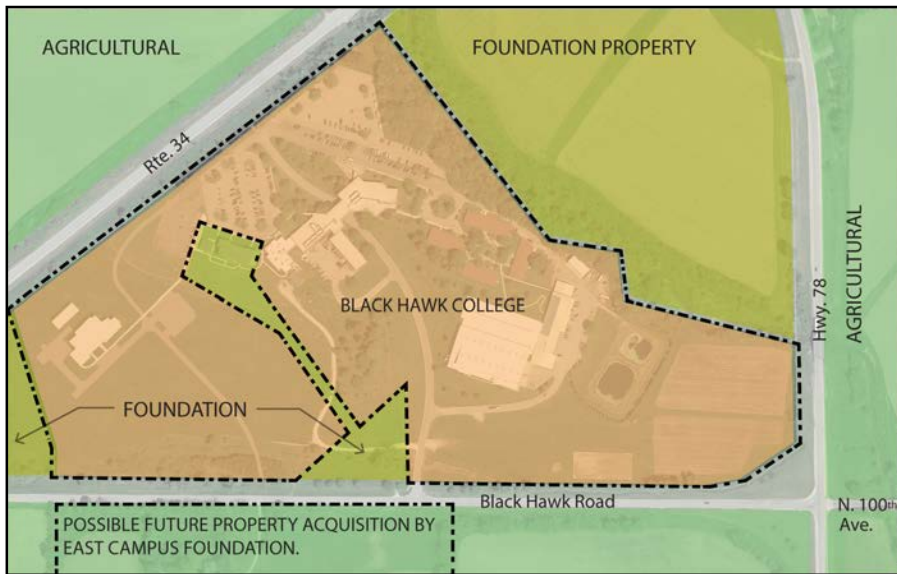 AGRICULTURAL
FOUNDATION PROPERTY
Rte. 34
BLACK HAWK COLLEGE
Hwy. 78
AGRICULTURAL
FOUNDATION
Black Hawk Road
N. 100th
Ave.
POSSIBLE FUTURE PROPERTY ACQUISITION BY
EAST CAMPUS FOUNDATION.